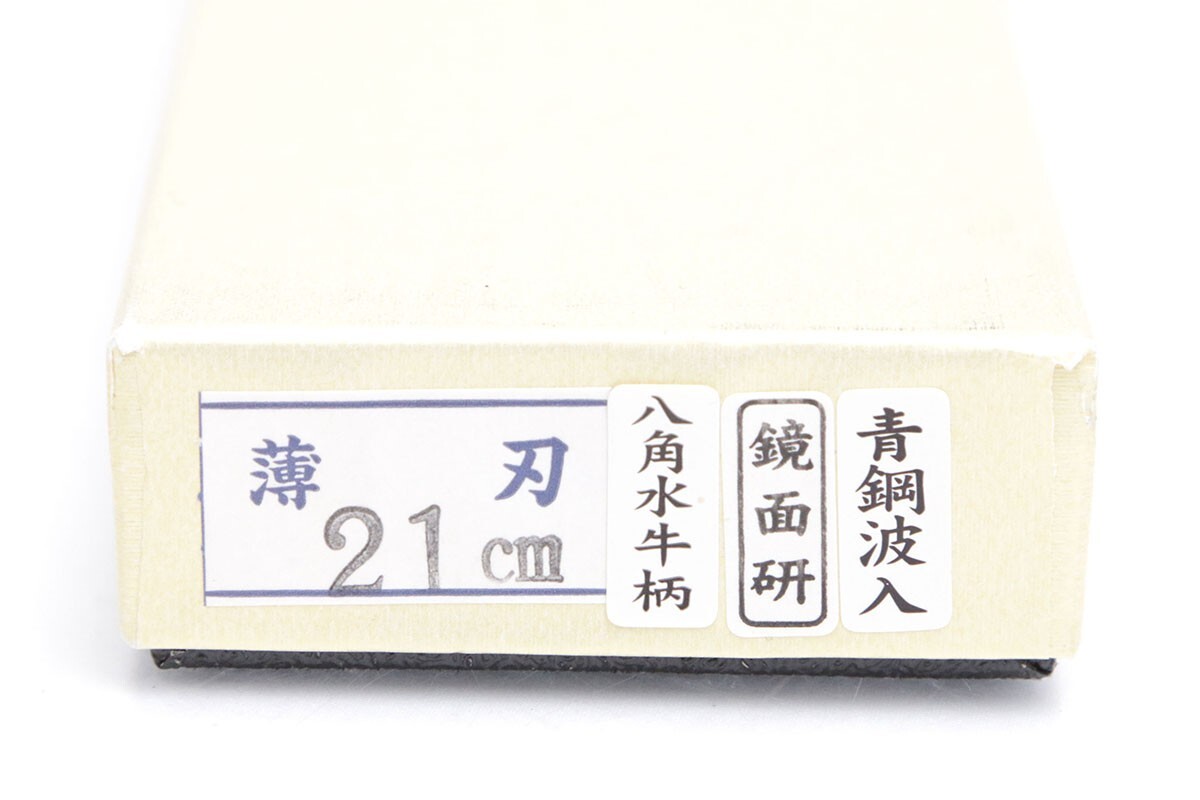 薄刃
21cm
八角水牛柄
鏡面研
青鋼波入